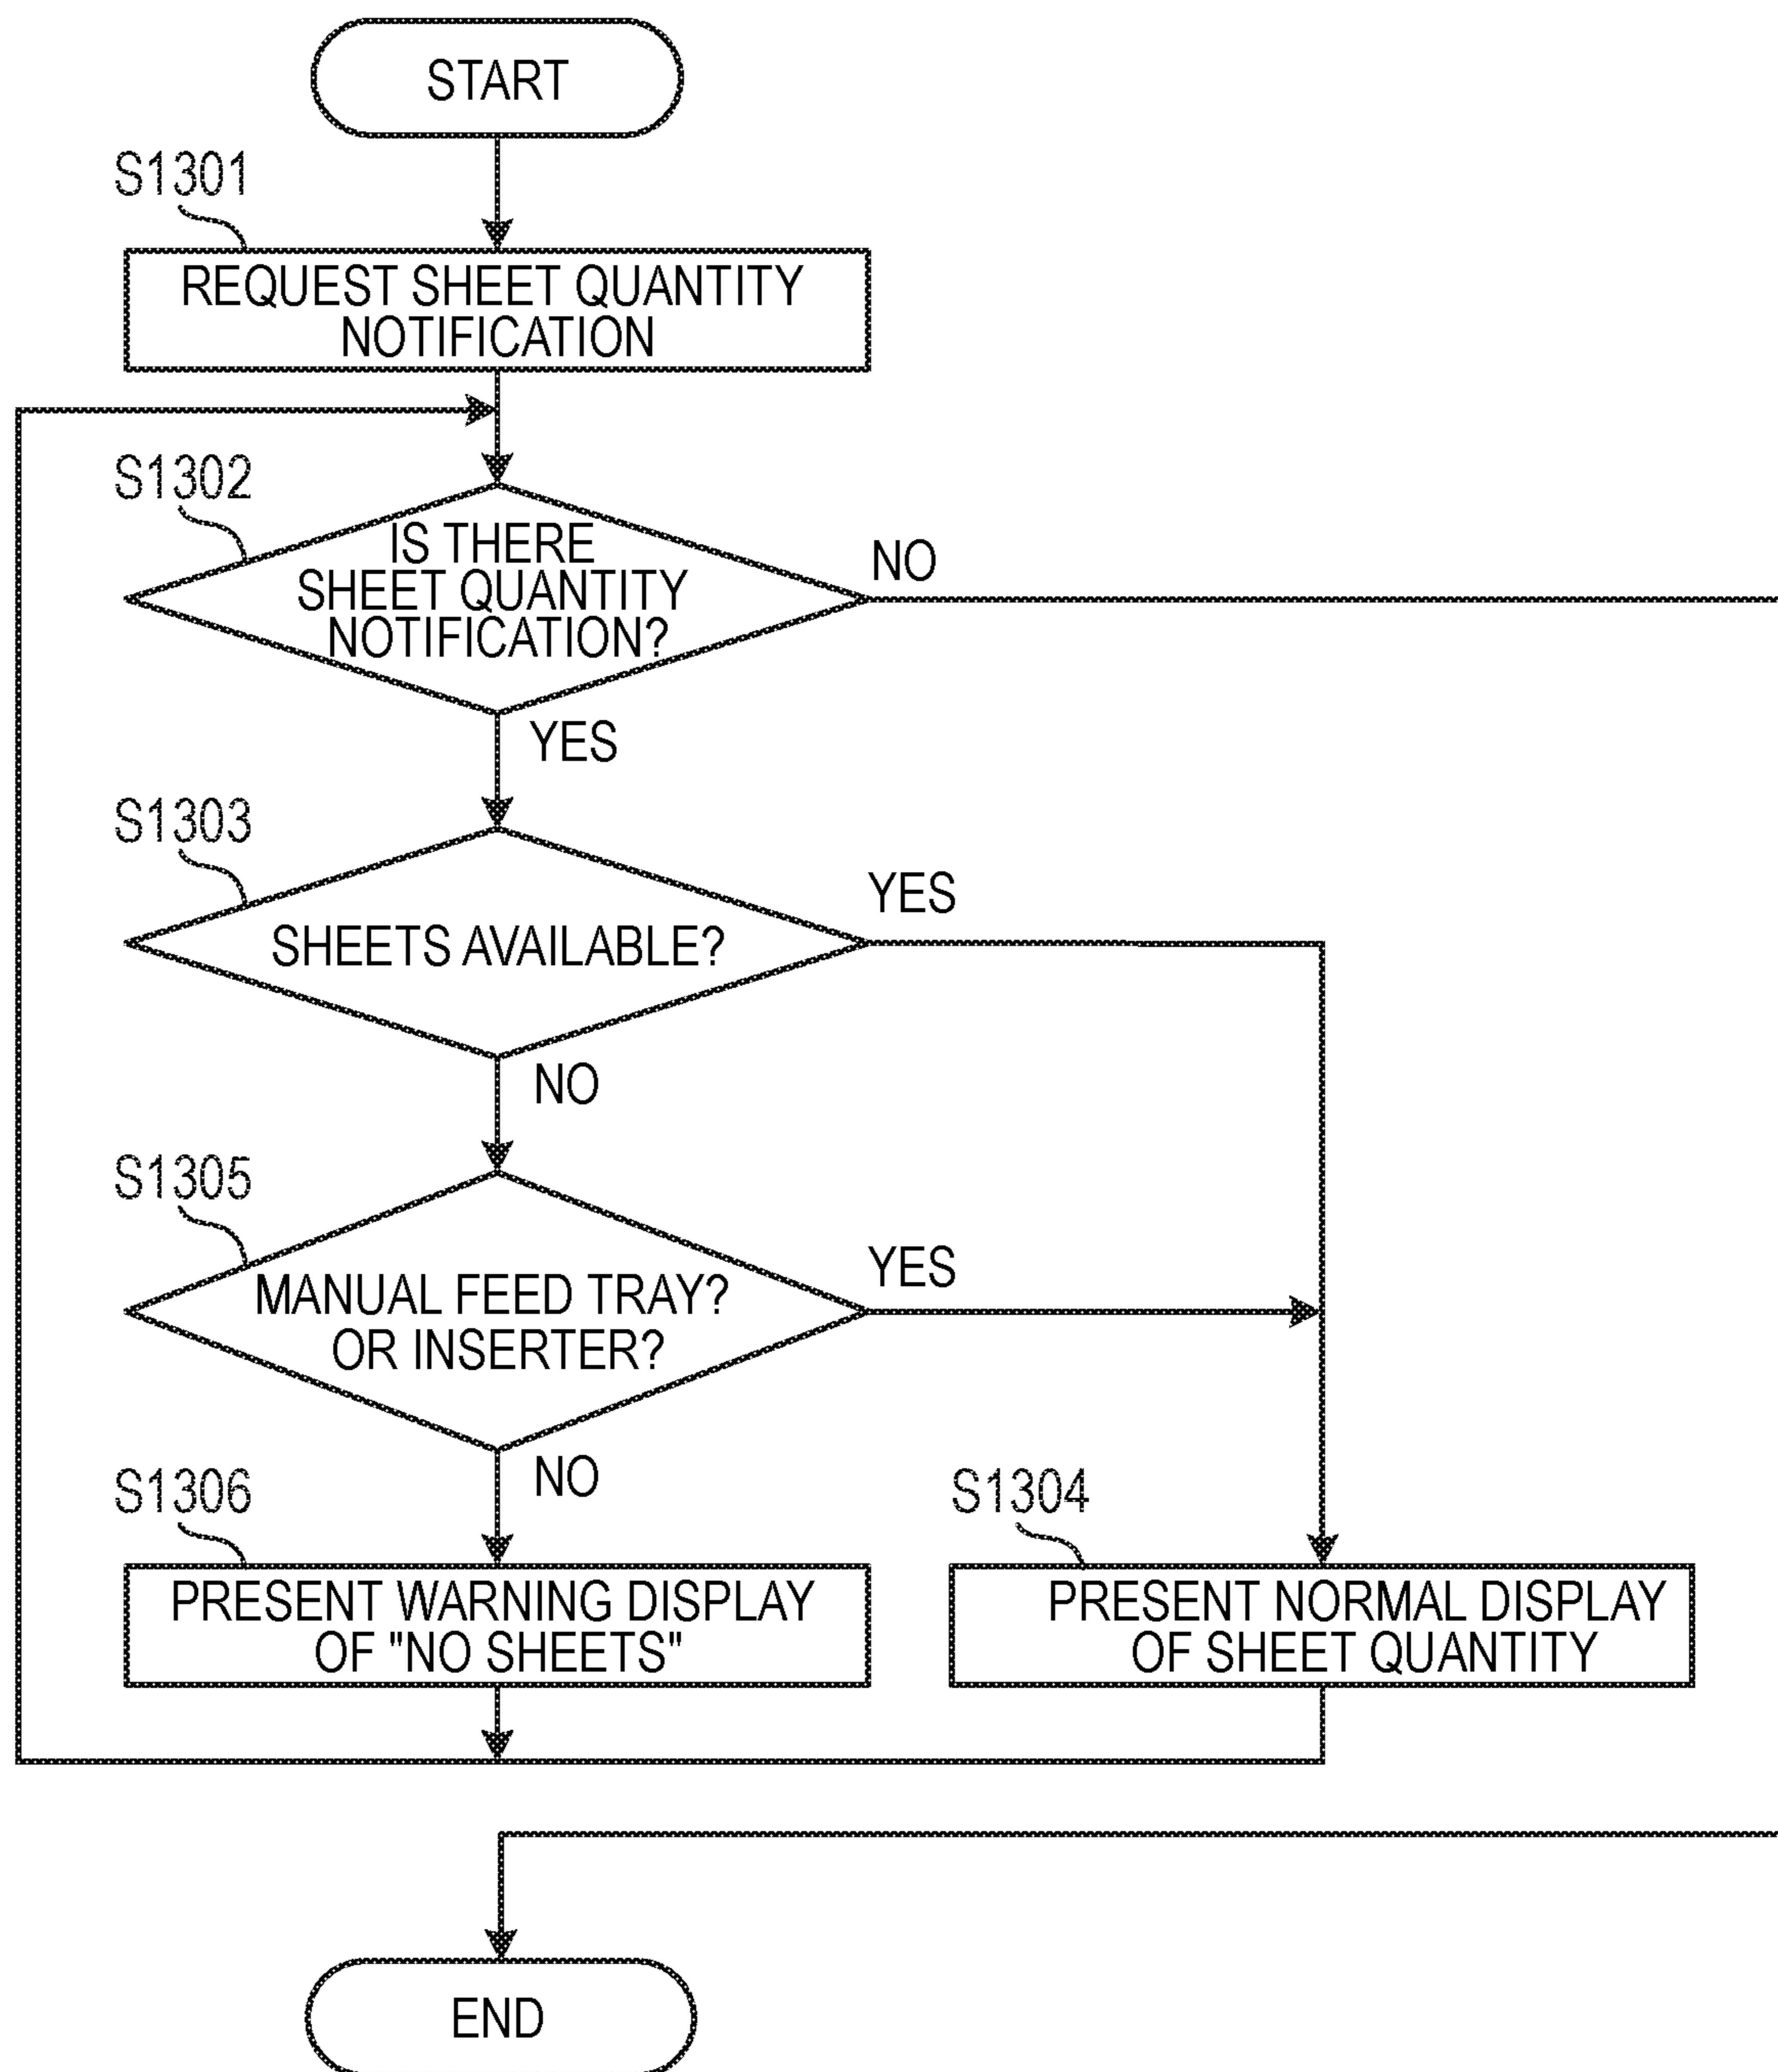 START
S1301
REQUEST SHEET QUANTITY
NOTIFICATION
S1302
IS THERE
SHEET QUANTITY
NOTIFICATION?
NO
YES
S1303
SHEETS AVAILABLE?
YES
NO
S1305
MANUAL FEED TRAY?
OR INSERTER?
YES
NO
S1306
PRESENT WARNING DISPLAY
OF "NO SHEETS"
S1304
PRESENT NORMAL DISPLAY
OF SHEET QUANTITY
END